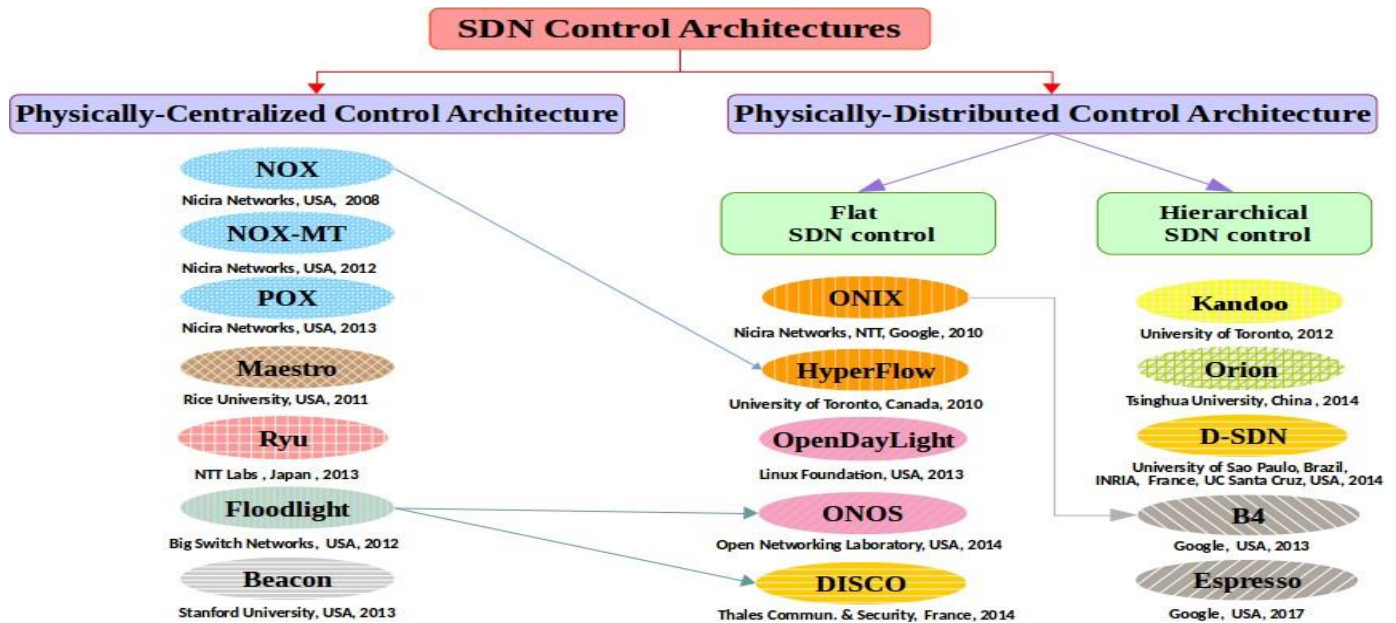 SDN Control Architectures
Physically-Centralized Control Architecture
NOX
Nicira Networks, USA, 2008
NOX-MT
Nicira Networks, USA, 2012
POX
Nicira Networks, USA, 2013
Maestro
Rice University, USA, 2011
Ryu
NTT Labs , Japan , 2013
Floodlight
Big Switch Networks, USA, 2012
Beacon
Stanford University, USA, 2013
Physically-Distributed Control Architecture
Flat
SDN control
ONIX
Nicira Networks, NTT, Google, 2010
HyperFlow
University of Toronto, Canada, 2010
OpenDayLight
Linux Foundation, USA, 2013
ONOS
Open Networking Laboratory, USA, 2014
DISCO
Thales Commun. & Security, France, 2014
Hierarchical
SDN control
Kandoo
University of Toronto, 2012
Orion
Tsinghua University, China , 2014
D-SDN
University of Sao Paulo, Brazil,
INRIA, France, UC Santa Cruz, USA, 2014
B4
Google, USA, 2013
Espresso
Google, USA, 2017